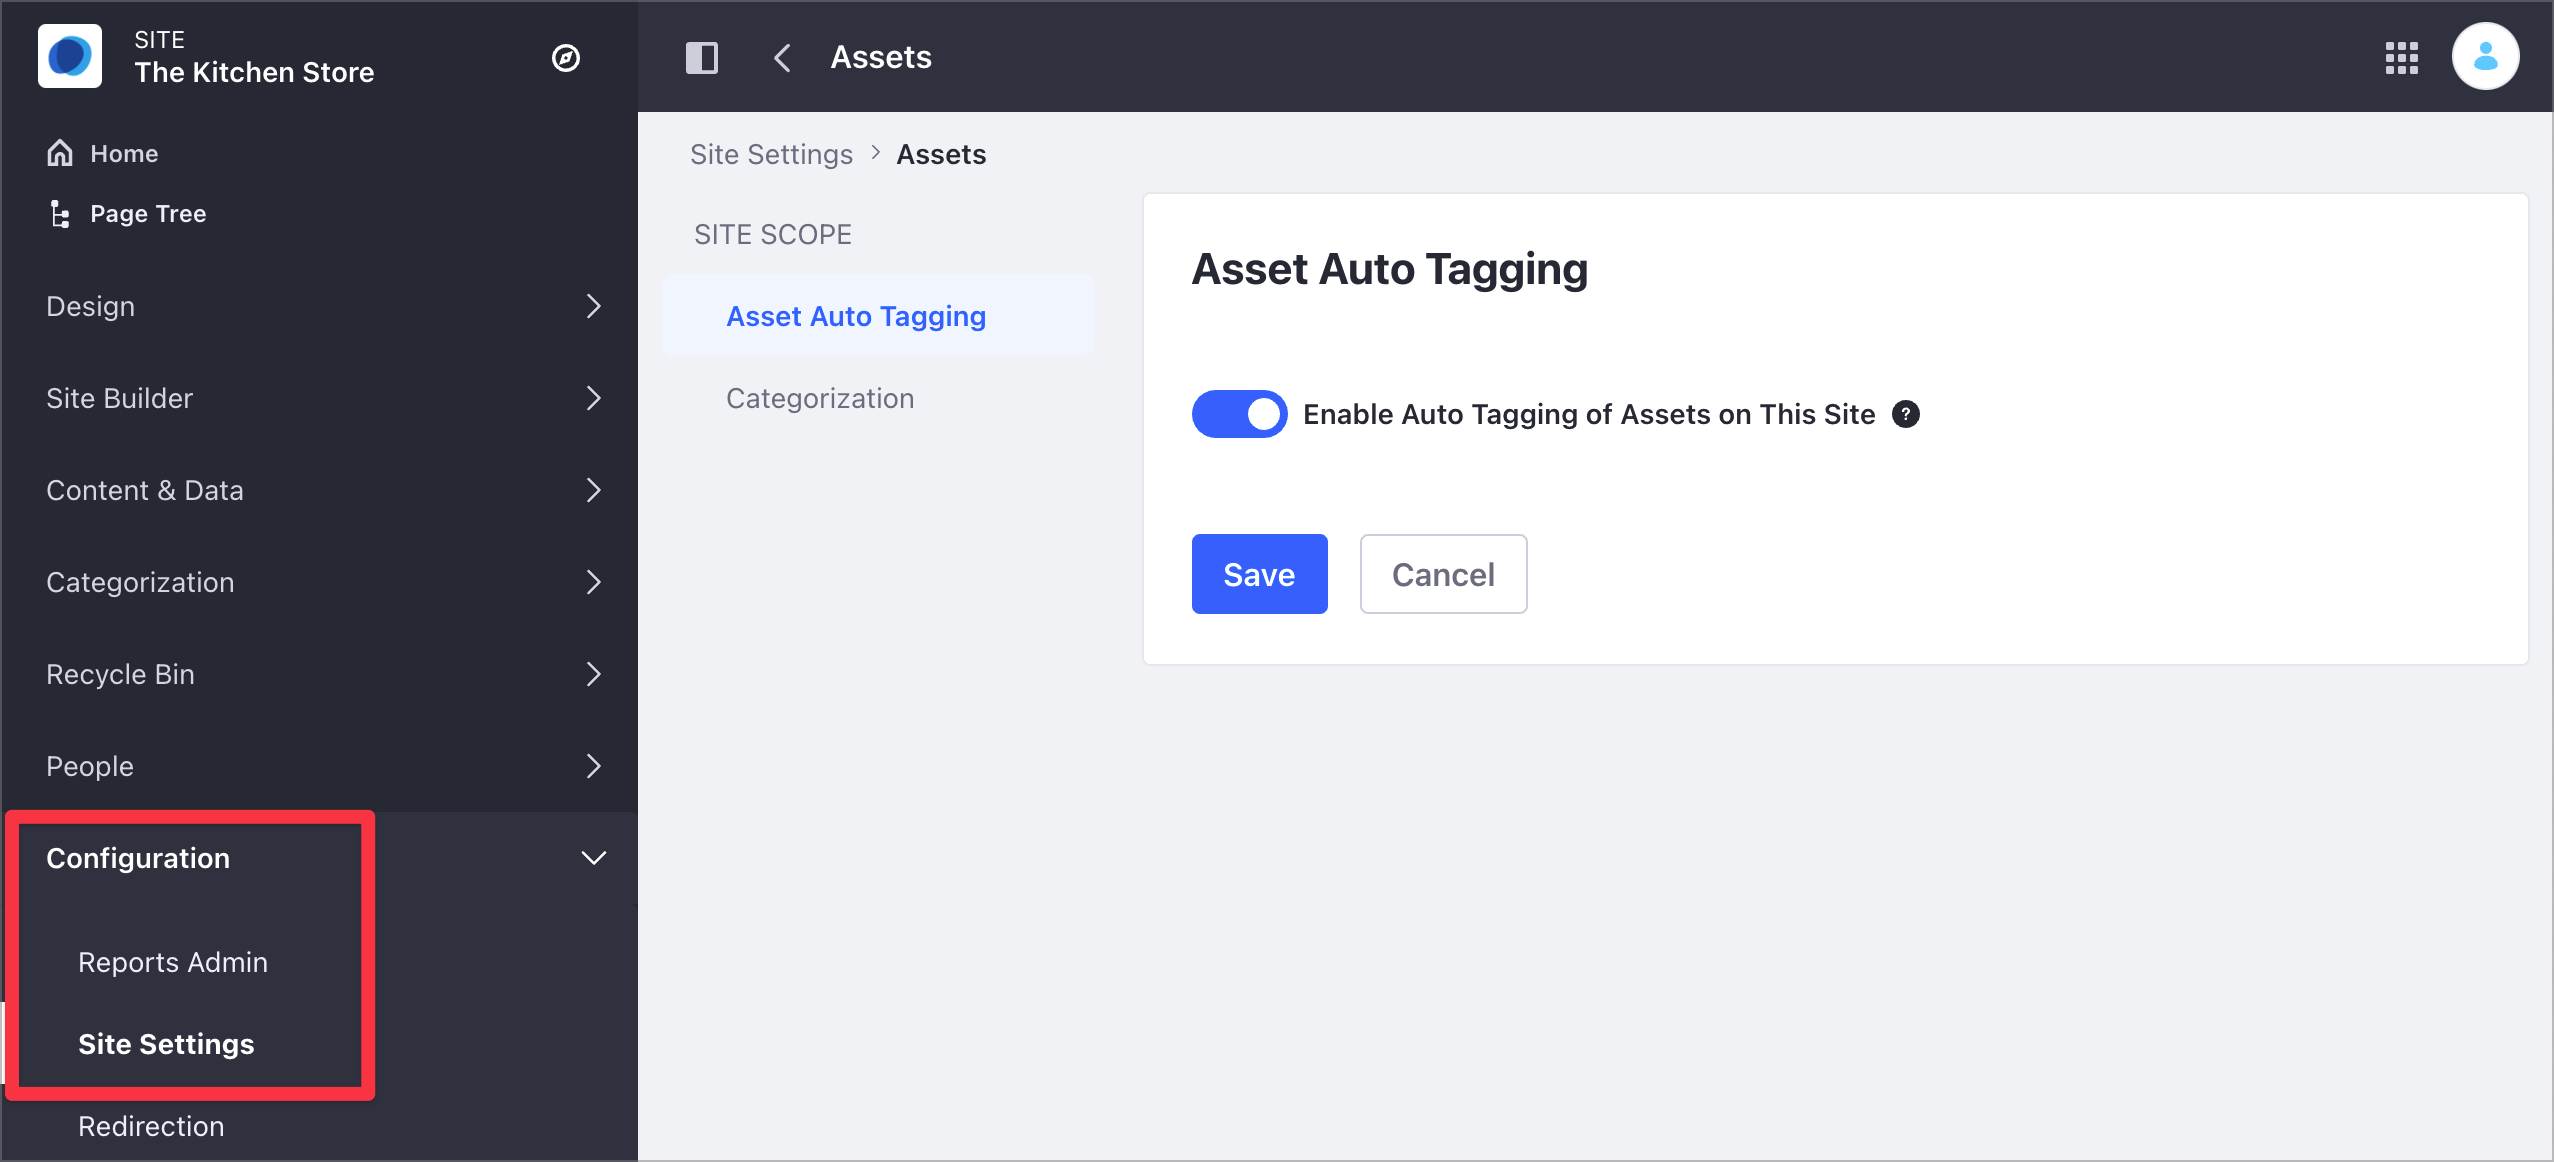 SITE
The Kitchen Store
Home
Page Tree
Design
Site Builder
Content & Data
Categorization
Recycle Bin
People
Configuration
Reports Admin
Site Settings
Redirection
Assets
Site Settings > Assets
SITE SCOPE
Asset Auto Tagging
Categorization
Asset Auto Tagging
Enable Auto Tagging of Assets on This Site ?
Save Cancel